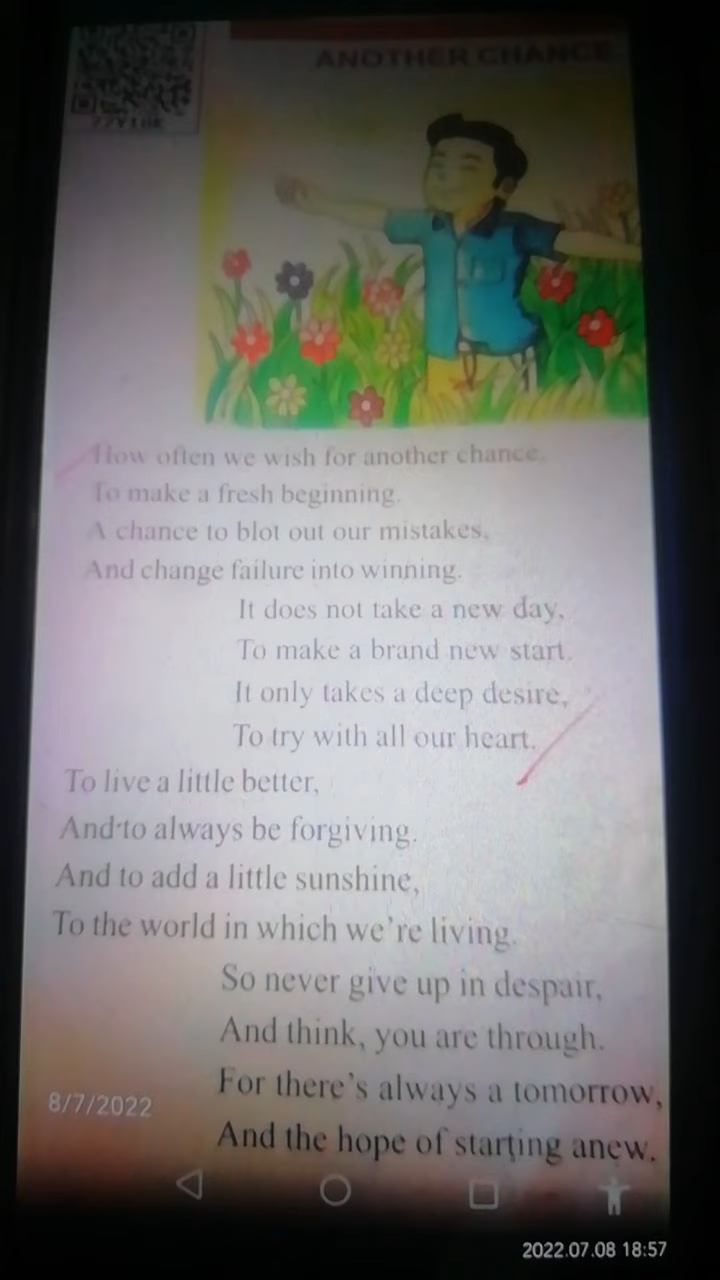 ANOTHER CHANCE
How often we wish for another chance.
To make a fresh beginning.
A chance to blot out our mistakes,
And change failure into winning.
It does not take a new day,
To make a brand new start.
It only takes a deep desire,
To try with all our heart.
To live a little better,
And to always be forgiving.
And to add a little sunshine,
To the world in which we're living.
So never give up in despair,
And think, you are through.
For there's always a tomorrow,
And the hope of starting anew.
8/7/2022
2022.07.08 18:57